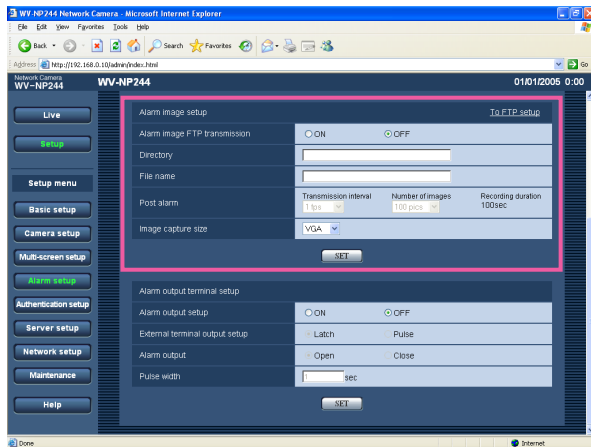 WV-NP244 Network Camera - Microsoft Internet Explorer
File Edit View Favorites Tools Help
Back Search Favorites
Address http://192.168.0.10/admin/index.html Go
Network Camera
WV-NP244 WV-NP244 01/01/2005 0:00
Live
Setup
Setup menu
Basic setup
Camera setup
Multi-screen setup
Alarm setup
Authentication setup
Server setup
Network setup
Maintenance
Help
Alarm image setup To FTP setup
Alarm image FTP transmission ON OFF
Directory
File name
Post alarm Transmission interval Number of images Recording duration
1 fps 100 pics 100sec
Image capture size VGA
SET
Alarm output terminal setup
Alarm output setup ON OFF
External terminal output setup Latch Pulse
Alarm output Open Close
Pulse width 1 sec
SET
Done Internet